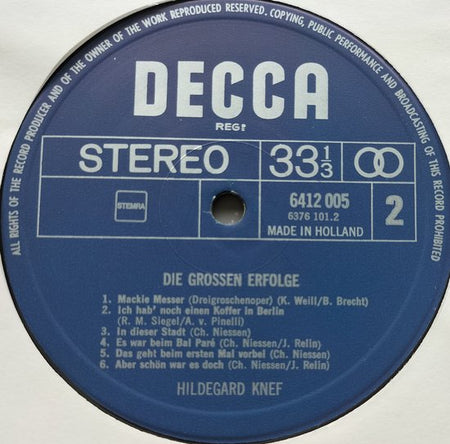 ALL RIGHTS OF THE RECORD PRODUCER AND OF THE OWNER OF THE WORK REPRODUCED RESERVED. COPYING, PUBLIC PERFORMANCE AND BROADCASTING OF THIS RECORD PROHIBITED
DECCA
REG?
STEREO 33 1/3
STEMRA
6412 005
6376 101.2
MADE IN HOLLAND
2
DIE GROSSEN ERFOLGE
1. Mackie Messer (Dreigroschenoper) (K. Weill/B. Brecht)
2. Ich hab' noch einen Koffer in Berlin
(R. M. Siegel/A. v. Pinelli)
3. In dieser Stadt (Ch. Niessen)
4. Es war beim Bal Paré (Ch. Niessen/J. Relin)
5. Das geht beim ersten Mal vorbei (Ch. Niessen)
6. Aber schön war es doch (Ch. Niessen/J. Relin)
HILDEGARD KNEF